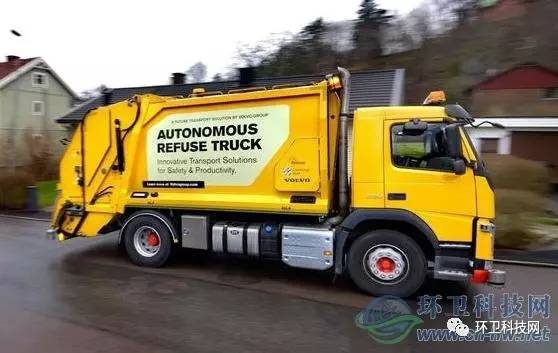 A FUTURE TRANSPORT SOLUTION BY VOLVO GROUP
AUTONOMOUS
REFUSE TRUCK
Innovative Transport Solutions
for Safety & Productivity.
VOLVO
环卫科技网
环卫科技网